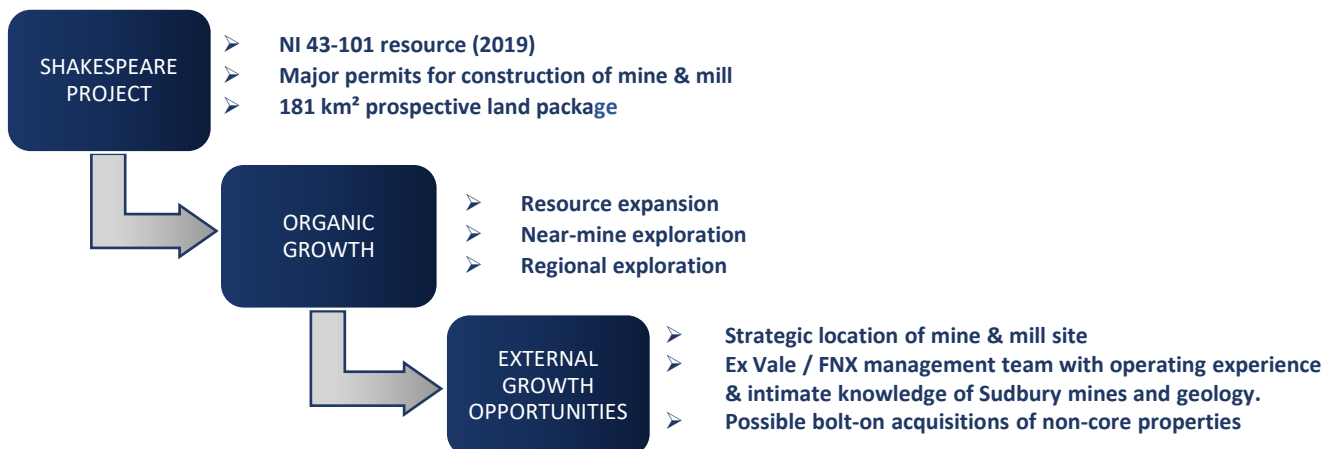 SHAKESPEARE
PROJECT
➢ NI 43-101 resource (2019)
➢ Major permits for construction of mine & mill
➢ 181 km² prospective land package
ORGANIC
GROWTH
➢ Resource expansion
➢ Near-mine exploration
➢ Regional exploration
EXTERNAL
GROWTH
OPPORTUNITIES
➢ Strategic location of mine & mill site
➢ Ex Vale / FNX management team with operating experience
& intimate knowledge of Sudbury mines and geology.
➢ Possible bolt-on acquisitions of non-core properties